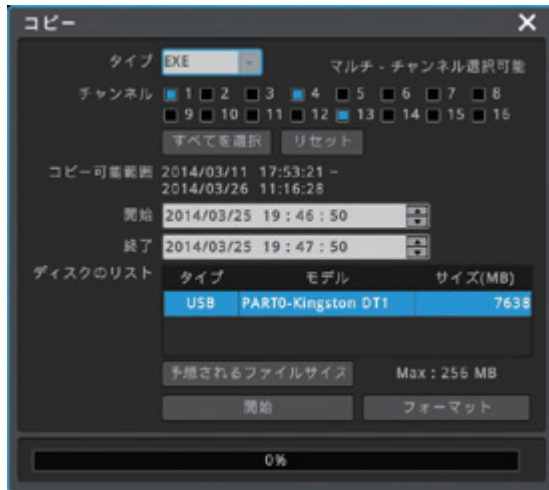 コピー
タイプ EXE マルチ - チャンネル選択可能
チャンネル 1 2 3 4 5 6 7 8
9 10 11 12 13 14 15 16
すべてを選択 リセット
コピー可能範囲 2014/03/11 17:53:21 ~
2014/03/26 11:16:28
開始 2014/03/25 19 : 46 : 50
終了 2014/03/25 19 : 47 : 50
ディスクのリスト タイプ モデル サイズ(MB)
USB PART0-Kingston DT1 7638
予想されるファイルサイズ Max : 256 MB
開始 フォーマット
0%